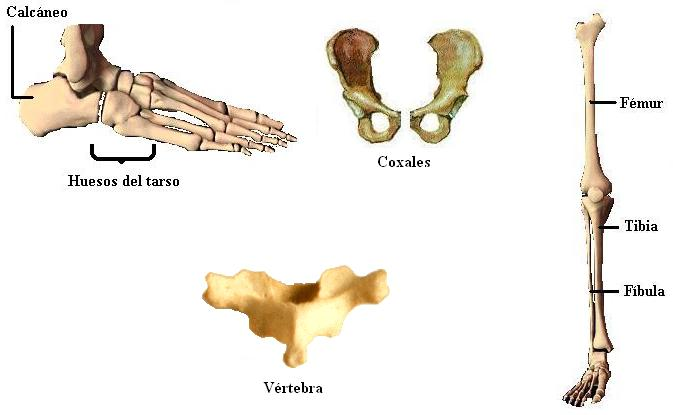 Calcáneo
Huesos del tarso
Coxales
Fémur
Tibia
Fíbula
Vértebra